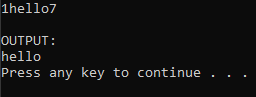 1hello7
OUTPUT:
hello
Press any key to continue . . .